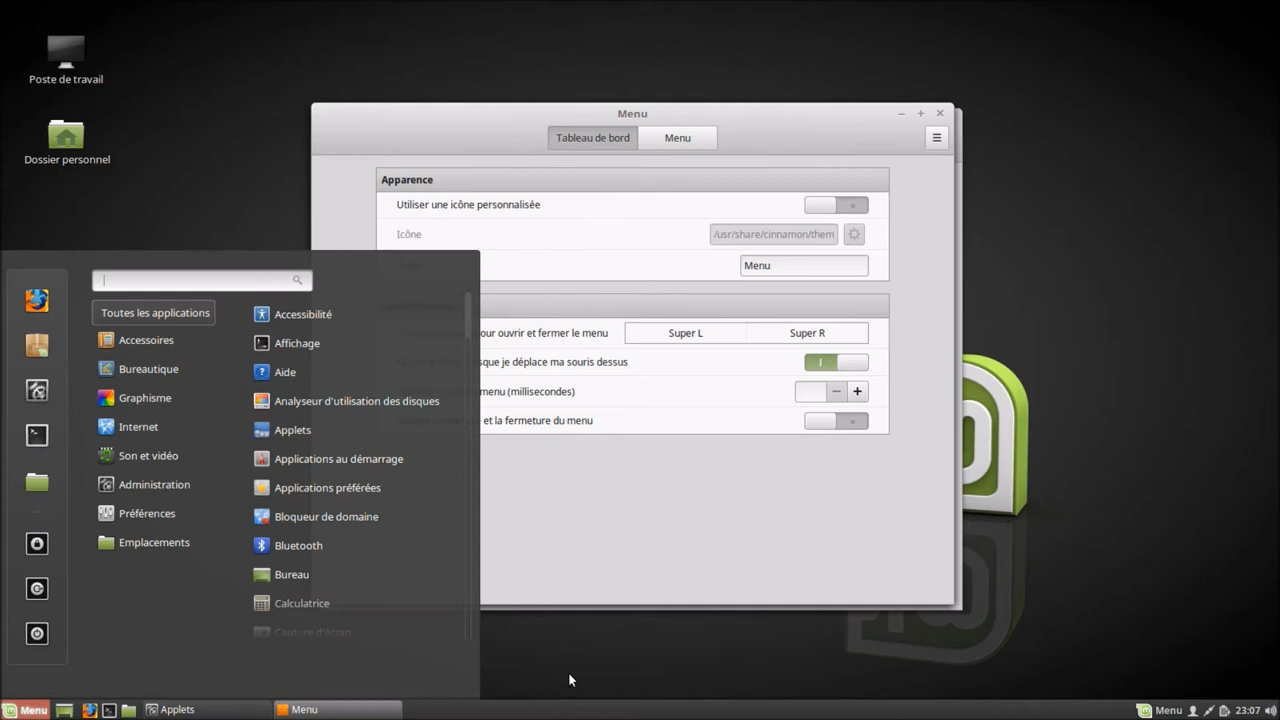 Poste de travail
Dossier personnel
Menu
Tableau de bord
Menu
Apparence
Utiliser une icône personnalisée
Icône
/usr/share/cinnamon/them
Menu
our ouvrir et fermer le menu
Super L
Super R
sque je déplace ma souris dessus
menu (millisecondes)
et la fermeture du menu
Toutes les applications
Accessoires
Bureautique
Graphisme
Internet
Son et vidéo
Administration
Préférences
Emplacements
Accessibilité
Affichage
Aide
Analyseur d'utilisation des disques
Applets
Applications au démarrage
Applications préférées
Bloqueur de domaine
Bluetooth
Bureau
Calculatrice
Capture d'écran
Menu
Applets
Menu
Menu
23:07